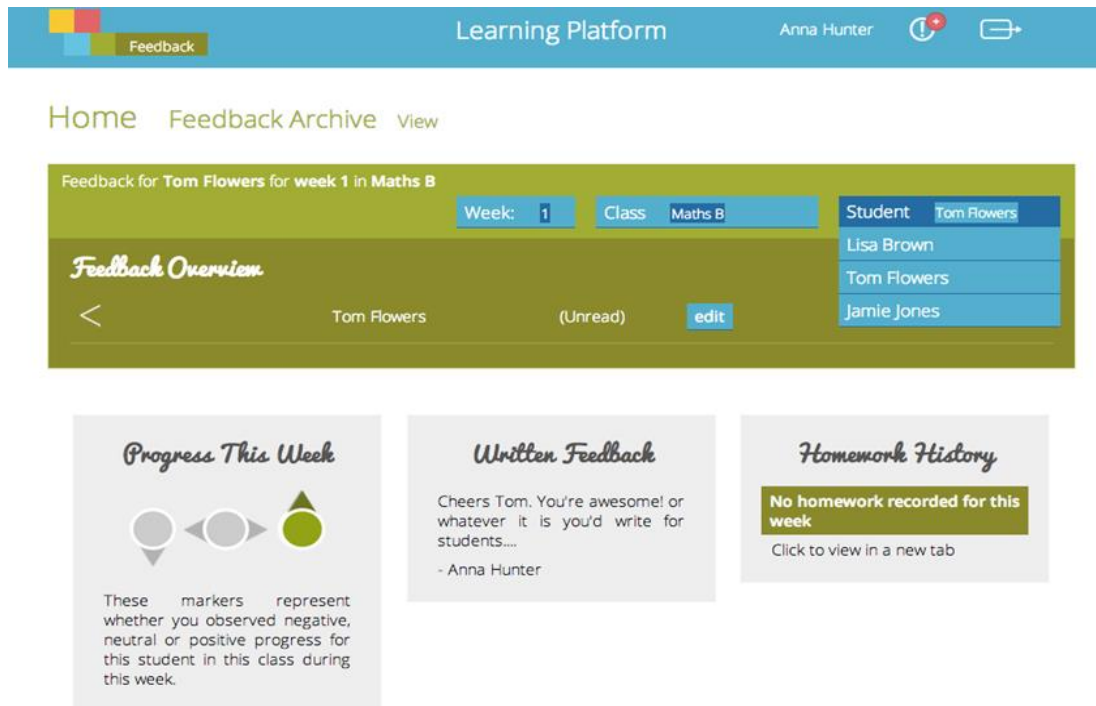 Feedback
Learning Platform
Anna Hunter
Home Feedback Archive View
Feedback for Tom Flowers for week 1 in Maths B
Week: 1 Class Maths B Student Tom Flowers
Lisa Brown
Tom Flowers
Jamie Jones
Feedback Overview
< Tom Flowers (Unread) edit
Progress This Week
These markers represent
whether you observed negative,
neutral or positive progress for
this student in this class during
this week.
Written Feedback
Cheers Tom. You're awesome! or
whatever it is you'd write for
students....
- Anna Hunter
Homework History
No homework recorded for this
week
Click to view in a new tab